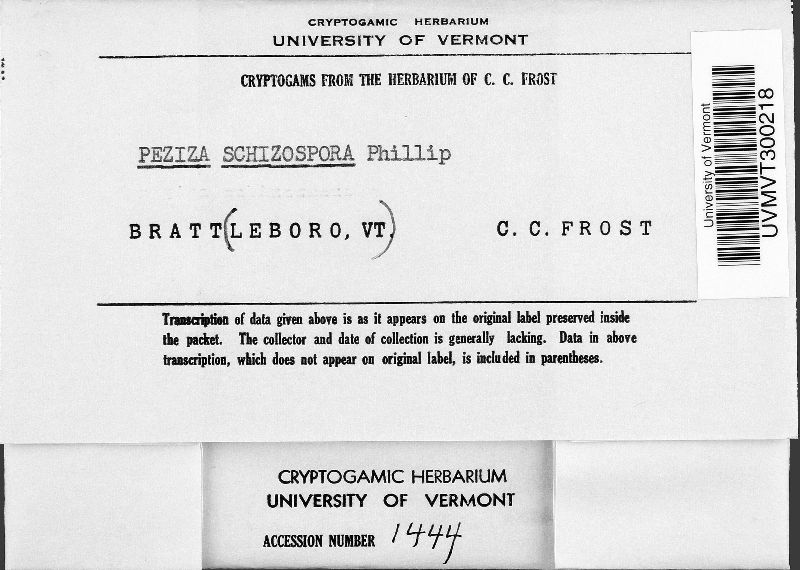 CRYPTOGAMIC HERBARIUM
UNIVERSITY OF VERMONT
CRYPTOGAMS FROM THE HERBARIUM OF C. C. FROST
PEZIZA SCHIZOSPORA Phillip
BRATT(LEBORO, VT.)
C. C. FROST
Transcription of data given above is as it appears on the original label preserved inside
the packet. The collector and date of collection is generally lacking. Data in above
transcription, which does not appear on original label, is included in parentheses.
University of Vermont
UVMVT300218
CRYPTOGAMIC HERBARIUM
UNIVERSITY OF VERMONT
ACCESSION NUMBER 1444